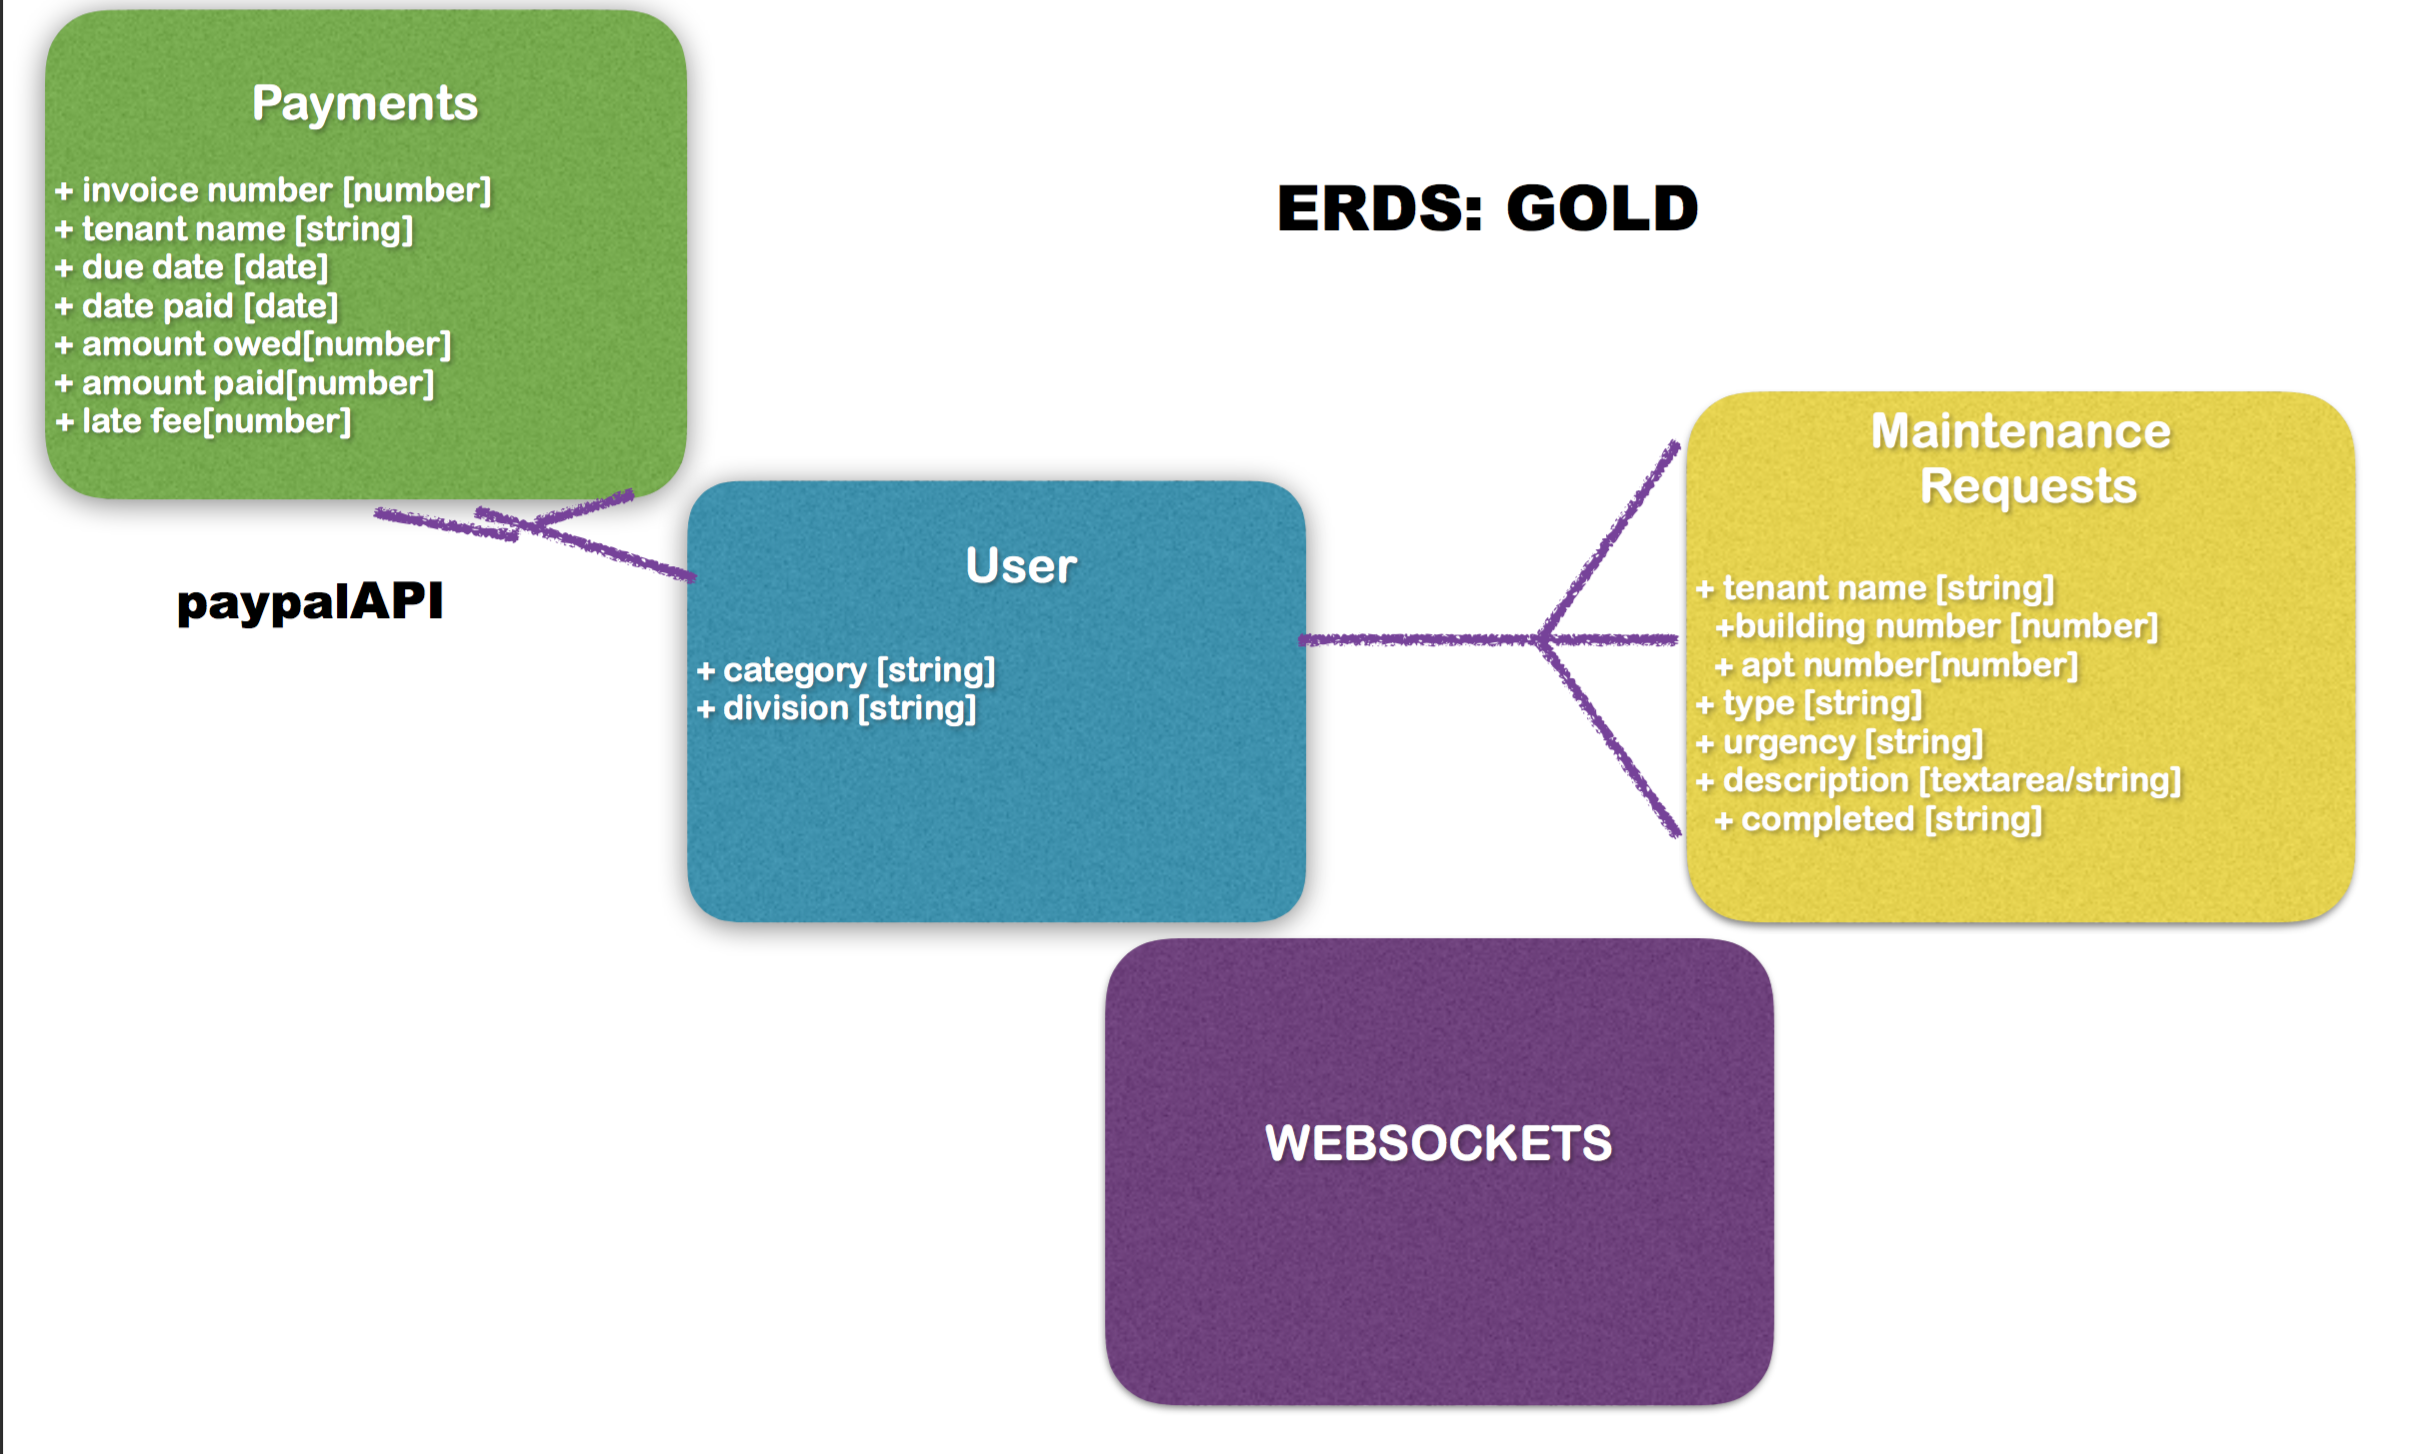 Payments
+ invoice number [number]
+ tenant name [string]
+ due date [date]
+ date paid [date]
+ amount owed[number]
+ amount paid[number]
+ late fee[number]
ERDS: GOLD
paypalAPI
User
+ category [string]
+ division [string]
Maintenance
Requests
+ tenant name [string]
+building number [number]
+ apt number[number]
+ type [string]
+ urgency [string]
+ description [textarea/string]
+ completed [string]
WEBSOCKETS